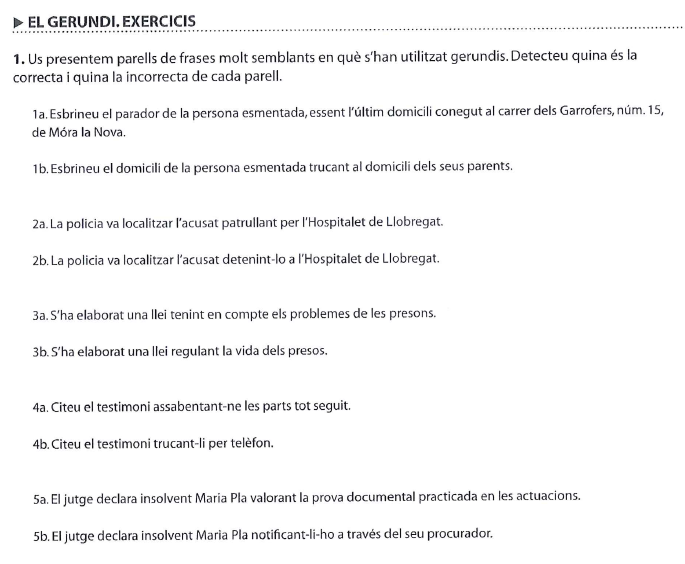 ▶ EL GERUNDI. EXERCICIS
1. Us presentem parells de frases molt semblants en què s'han utilitzat gerundis. Detecteu quina és la
correcta i quina la incorrecta de cada parell.
1a. Esbrineu el parador de la persona esmentada, essent l'últim domicili conegut al carrer dels Garrofers, núm. 15,
de Móra la Nova.
1b. Esbrineu el domicili de la persona esmentada trucant al domicili dels seus parents.
2a. La policia va localitzar l'acusat patrullant per l'Hospitalet de Llobregat.
2b. La policia va localitzar l'acusat detenint-lo a l'Hospitalet de Llobregat.
3a. S'ha elaborat una llei tenint en compte els problemes de les presons.
3b. S'ha elaborat una llei regulant la vida dels presos.
4a. Citeu el testimoni assabentant-ne les parts tot seguit.
4b. Citeu el testimoni trucant-li per telèfon.
5a. El jutge declara insolvent Maria Pla valorant la prova documental practicada en les actuacions.
5b. El jutge declara insolvent Maria Pla notificant-li-ho a través del seu procurador.